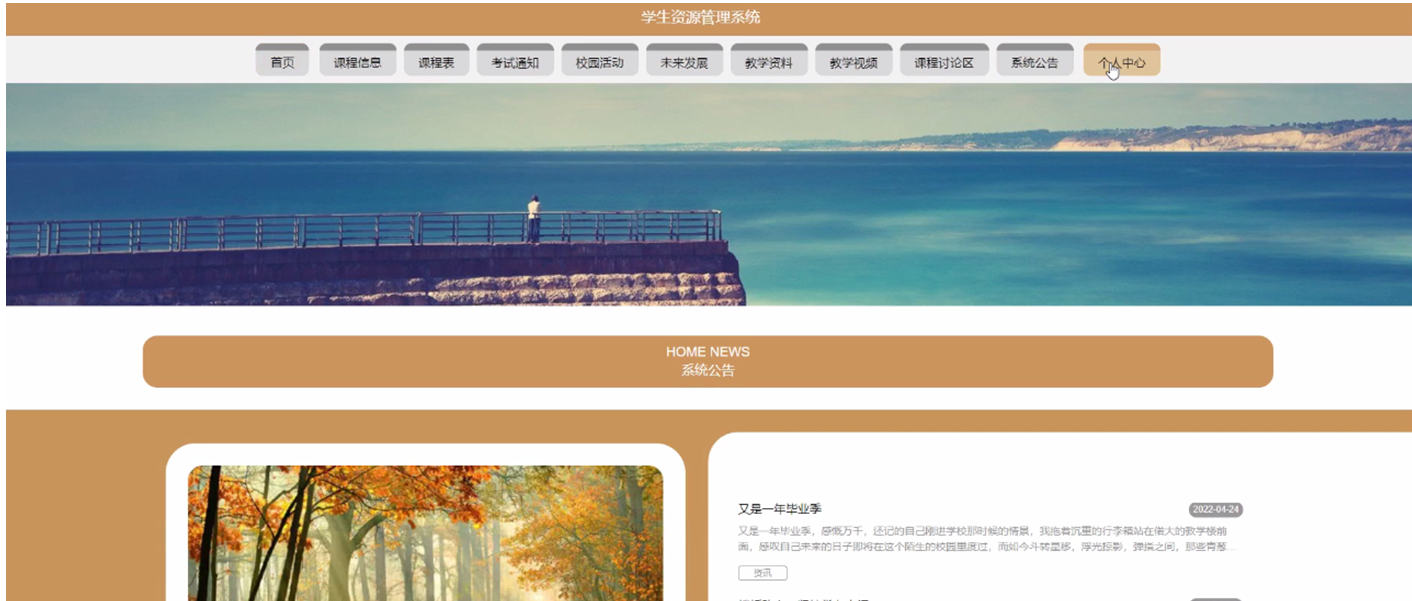 学生资源管理系统
首页 课程信息 课程表 考试通知 校园活动 未来发展 教学资料 教学视频 课程讨论区 系统公告 个人中心
HOME NEWS
系统公告
又是一年毕业季 2022-04-24
又是一年毕业季，感慨万千，还记的自己刚进学校那时候的情景，我拖着沉重的行李箱站在偌大的教学楼前
面，感叹自己未来的日子即将在这个陌生的校园里度过，而如今斗转星移，浮光掠影，弹指之间，那些青葱...
资讯